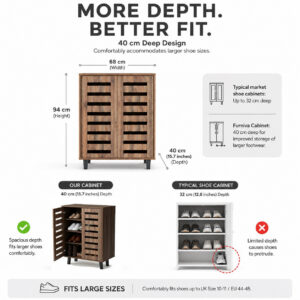 MORE DEPTH.
BETTER FIT.
40 cm Deep Design
Comfortably accommodates larger shoe sizes.
68 cm
(Width)
94 cm
(Height)
40 cm
(15.7 inches)
(Depth)
Typical market
shoe cabinets:
Up to 32 cm deep
Furniva Cabinet:
40 cm deep for
improved storage of
larger footwear.
OUR CABINET
40 cm (15.7 inches) Depth
TYPICAL SHOE CABINET
32 cm (12.6 inches) Depth
Spacious depth
fits larger shoes
comfortably.
Limited depth
causes shoes
to protrude.
FITS LARGE SIZES
Comfortably fits shoes up to UK Size 10-11 / EU 44-45.